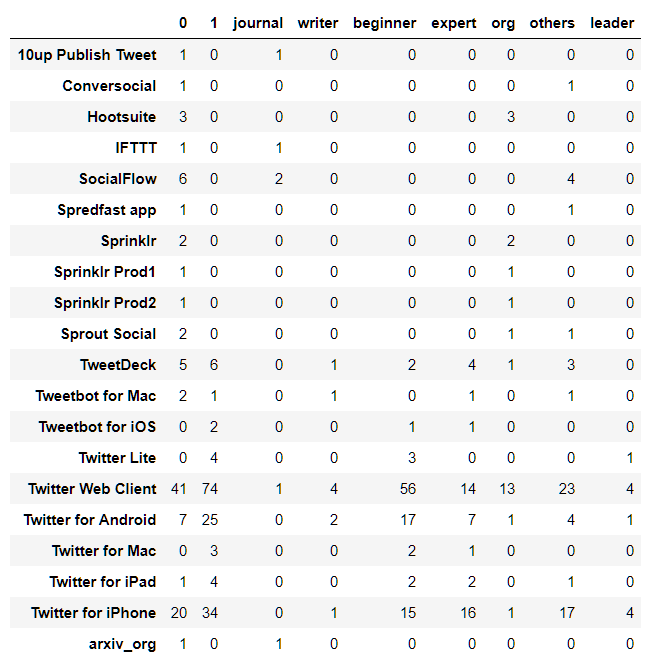 0 1 journal writer beginner expert org others leader
10up Publish Tweet 1 0 1 0 0 0 0 0 0
Conversocial 1 0 0 0 0 0 0 1 0
Hootsuite 3 0 0 0 0 0 3 0 0
IFTTT 1 0 1 0 0 0 0 0 0
SocialFlow 6 0 2 0 0 0 0 4 0
Spredfast app 1 0 0 0 0 0 0 1 0
Sprinklr 2 0 0 0 0 0 2 0 0
Sprinklr Prod1 1 0 0 0 0 0 1 0 0
Sprinklr Prod2 1 0 0 0 0 0 1 0 0
Sprout Social 2 0 0 0 0 0 1 1 0
TweetDeck 5 6 0 1 2 4 1 3 0
Tweetbot for Mac 2 1 0 1 0 1 0 1 0
Tweetbot for iOS 0 2 0 0 1 1 0 0 0
Twitter Lite 0 4 0 0 3 0 0 0 1
Twitter Web Client 41 74 1 4 56 14 13 23 4
Twitter for Android 7 25 0 2 17 7 1 4 1
Twitter for Mac 0 3 0 0 2 1 0 0 0
Twitter for iPad 1 4 0 0 2 2 0 1 0
Twitter for iPhone 20 34 0 1 15 16 1 17 4
arxiv_org 1 0 1 0 0 0 0 0 0